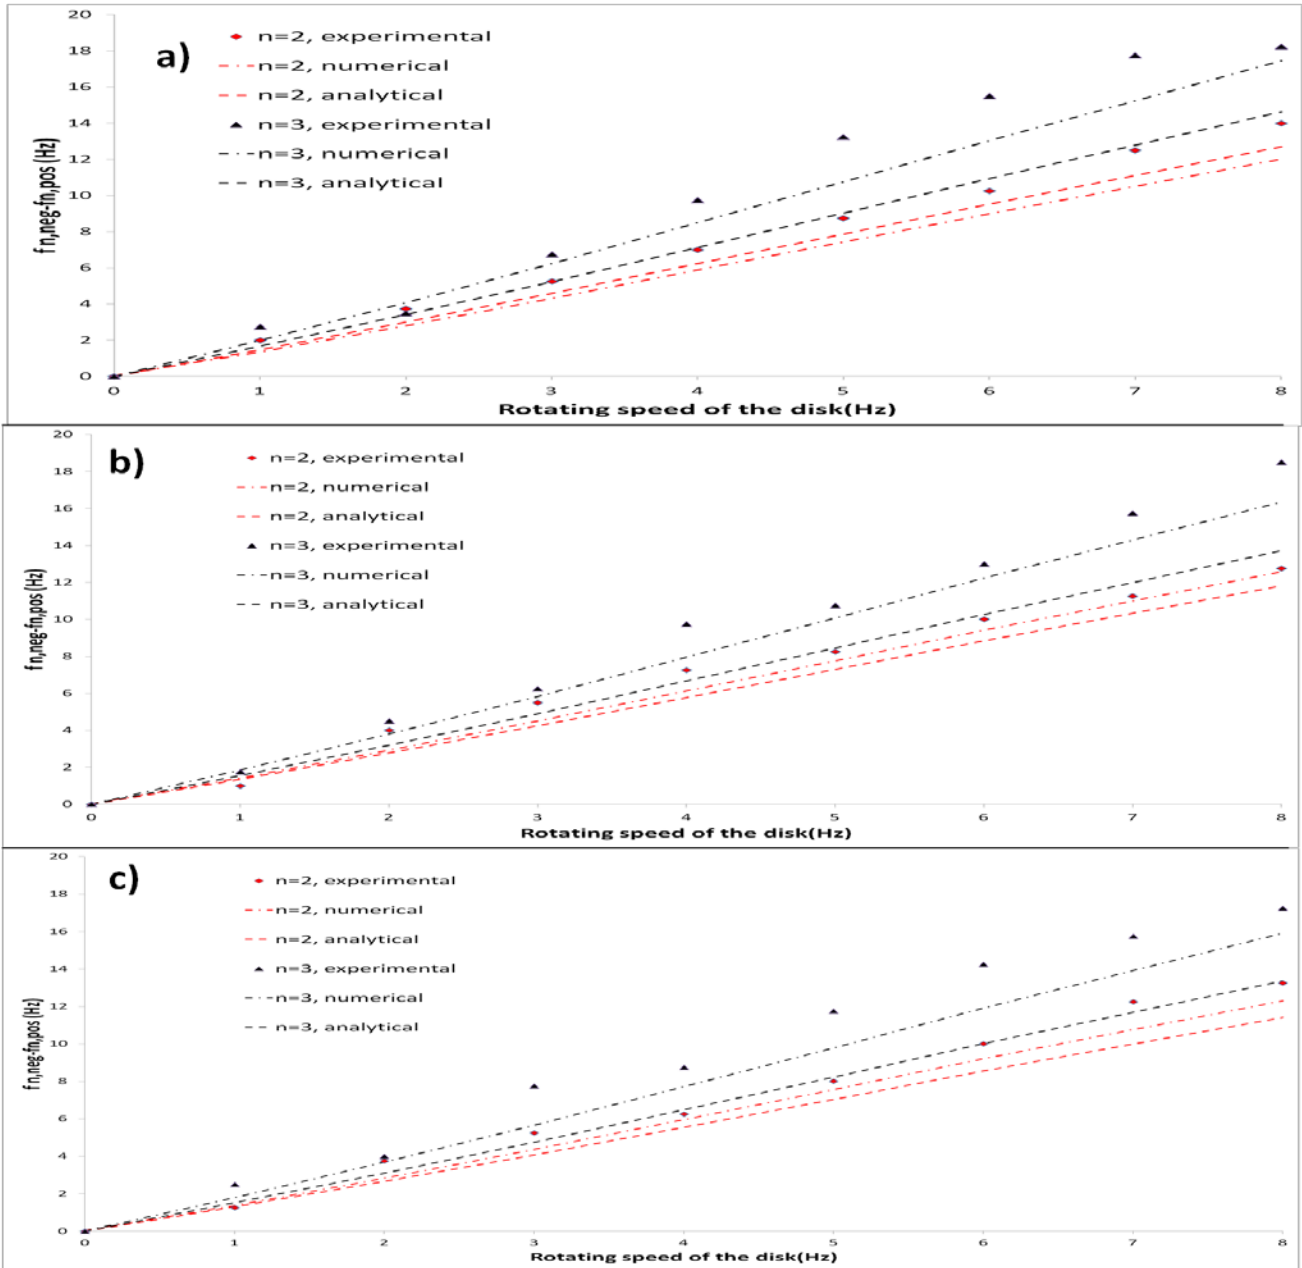 a)
n=2, experimental
n=2, numerical
n=2, analytical
n=3, experimental
n=3, numerical
n=3, analytical
20
18
16
14
12
10
8
6
4
2
0
f n,neg-fn,pos (Hz)
0 1 2 3 4 5 6 7 8
Rotating speed of the disk(Hz)
b)
n=2, experimental
n=2, numerical
n=2, analytical
n=3, experimental
n=3, numerical
n=3, analytical
20
18
16
14
12
10
8
6
4
2
0
f n,neg-fn,pos (Hz)
0 1 2 3 4 5 6 7 8
Rotating speed of the disk(Hz)
c)
n=2, experimental
n=2, numerical
n=2, analytical
n=3, experimental
n=3, numerical
n=3, analytical
20
18
16
14
12
10
8
6
4
2
0
f n,neg-fn,pos (Hz)
0 1 2 3 4 5 6 7 8
Rotating speed of the disk(Hz)